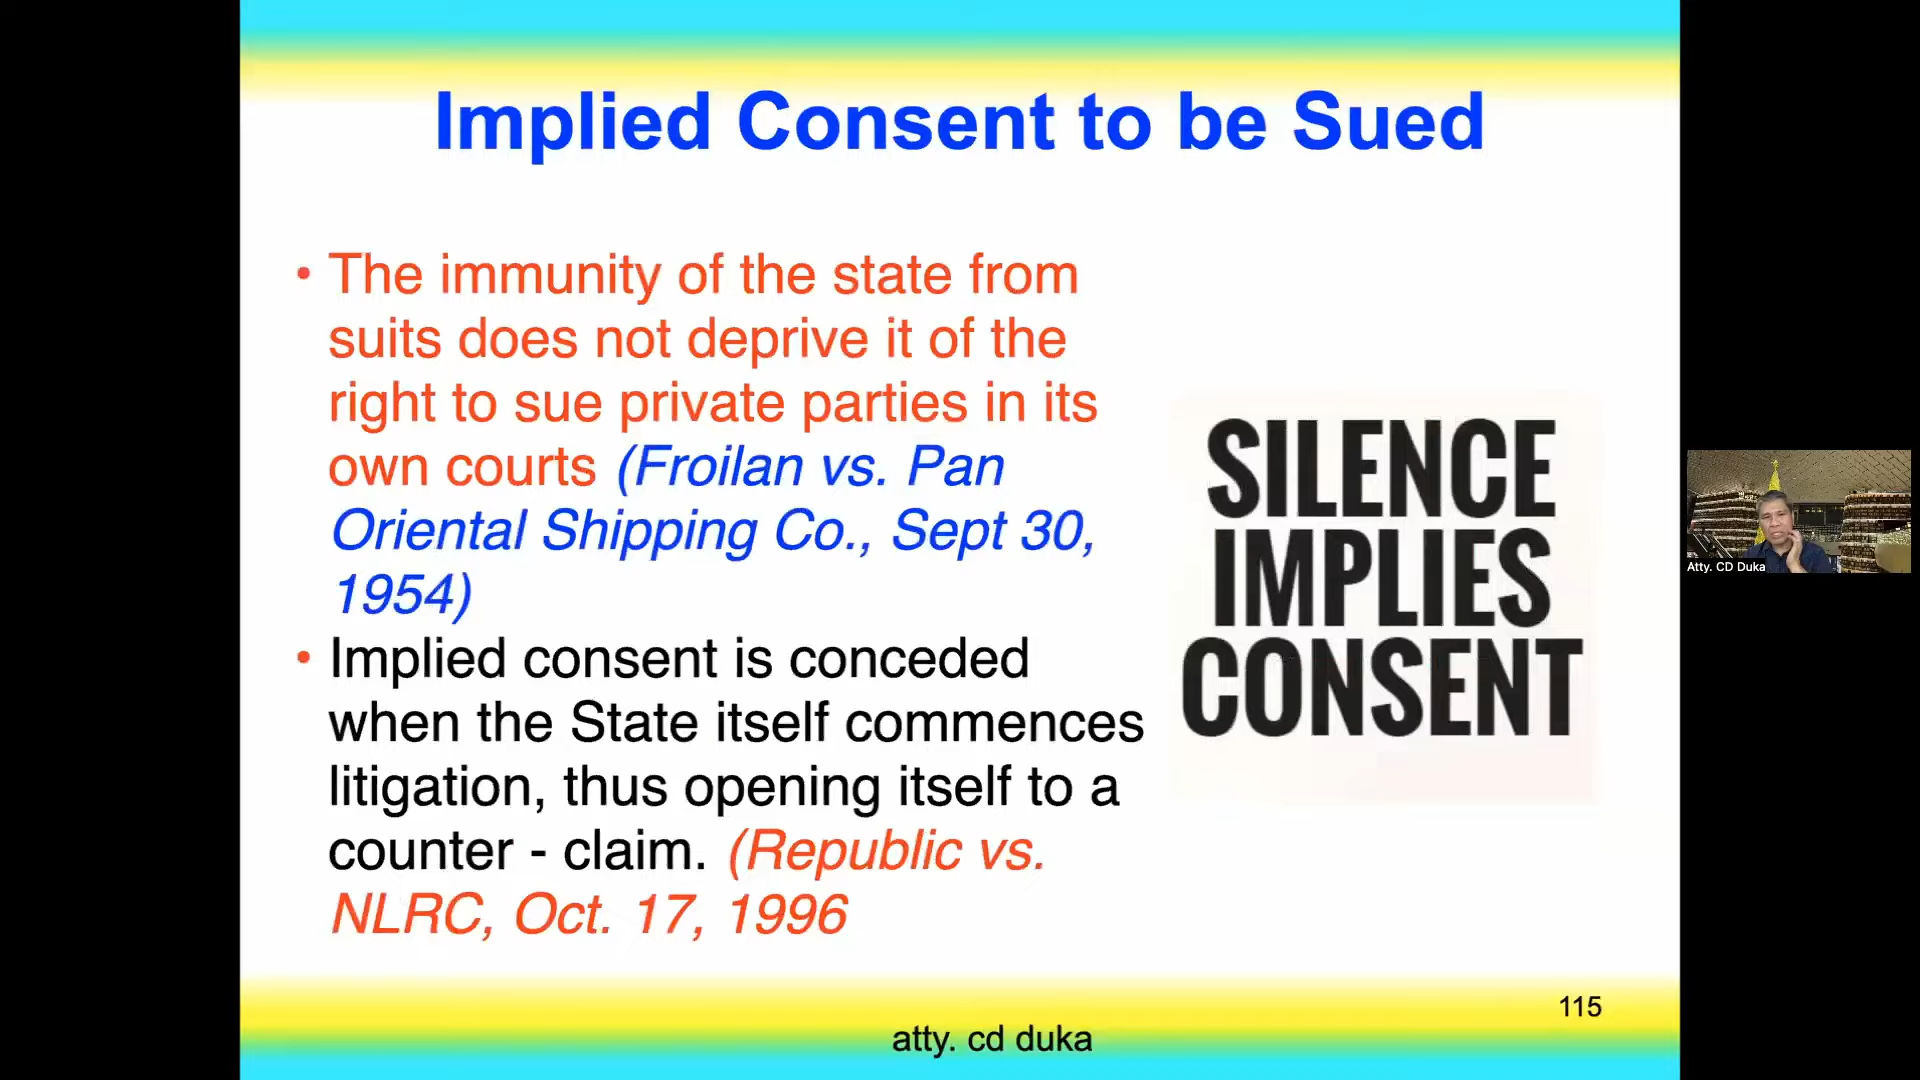 Implied Consent to be Sued
• The immunity of the state from
suits does not deprive it of the
right to sue private parties in its
own courts (Froilan vs. Pan
Oriental Shipping Co., Sept 30,
1954)
• Implied consent is conceded
when the State itself commences
litigation, thus opening itself to a
counter - claim. (Republic vs.
NLRC, Oct. 17, 1996
SILENCE
IMPLIES
CONSENT
Atty. CD Duka
115
atty. cd duka